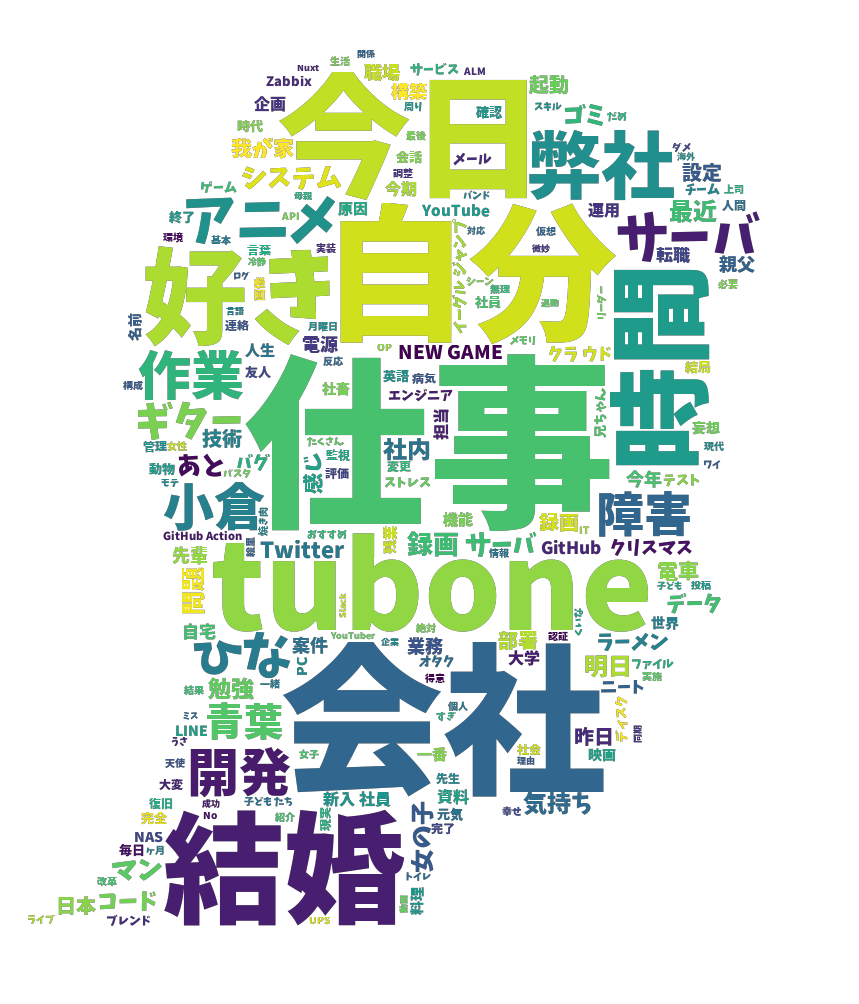 関係
Nuxt
生活
職場
サービス
ALM
Zabbix
今日
構築
起動
企画
周り
確認
スキル
ゴミ
だめ
時代
最後
我が家
会話
メール
弊社
ダメ
海外
システム
調整
設定
ゲーム
今期
母親
バンド
チーム
上司
アニメ
API
原因
YouTube
運用
最近
人間
終了
対応
仮想
サーバ
環境
基本
言葉
実装
自分
微妙
転職
親父
好き
冷静
イーグルジャンプ
ログ
シーン
無理
時間
必要
名前
言語
連絡
月曜日
社員
リーダー
電源
OP
メモリ
作業
人生
反応
NEW GAME
クラウド
結局
構成
友人
社畜
英語
病気
仕事
エンジニア
兄ちゃん
ギター
技術
担当
妄想
管理
女性
たくさん
社内
現代
動物
あと
バグ
感じ
監視
変更
ワイ
モテ
パスタ
評価
ストレス
今年
テスト
小倉
焼き肉
機能
録画
IT
障害
GitHub Action
おすすめ
先輩
Twitter
録画 サーバ
情報
GitHub
クリスマス
問題
tubone
電車
子ども
投稿
Slack
データ
自宅
YouTuber
絶対
世界
ひな
案件
企業
業務
部署
認証
ラーメン
PC
オタク
大学
明日
ファイル
実施
結果
勉強
一緒
会社
得意
ニート
ミス
青葉
個人
すぎ
ディスク
LINE
昨日
同期
うさ
女子
一番
社会
映画
天使
開発
先生
理由
大変
資料
復旧
成功
子どもたち
新入 社員
気持ち
完全
No
紹介
現実
元気
幸せ
NAS
結婚
女の子
完了
毎日
ヶ月
マン
トイレ
改革
日本
コード
料理
ライブ
ブレンド
UPS